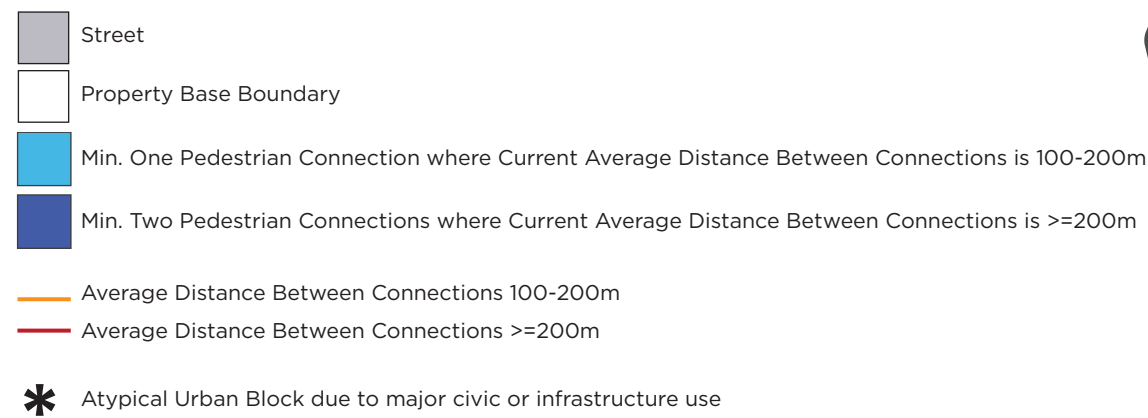 Street
Property Base Boundary
Min. One Pedestrian Connection where Current Average Distance Between Connections is 100-200m
Min. Two Pedestrian Connections where Current Average Distance Between Connections is >=200m
Average Distance Between Connections 100-200m
Average Distance Between Connections >=200m
Atypical Urban Block due to major civic or infrastructure use